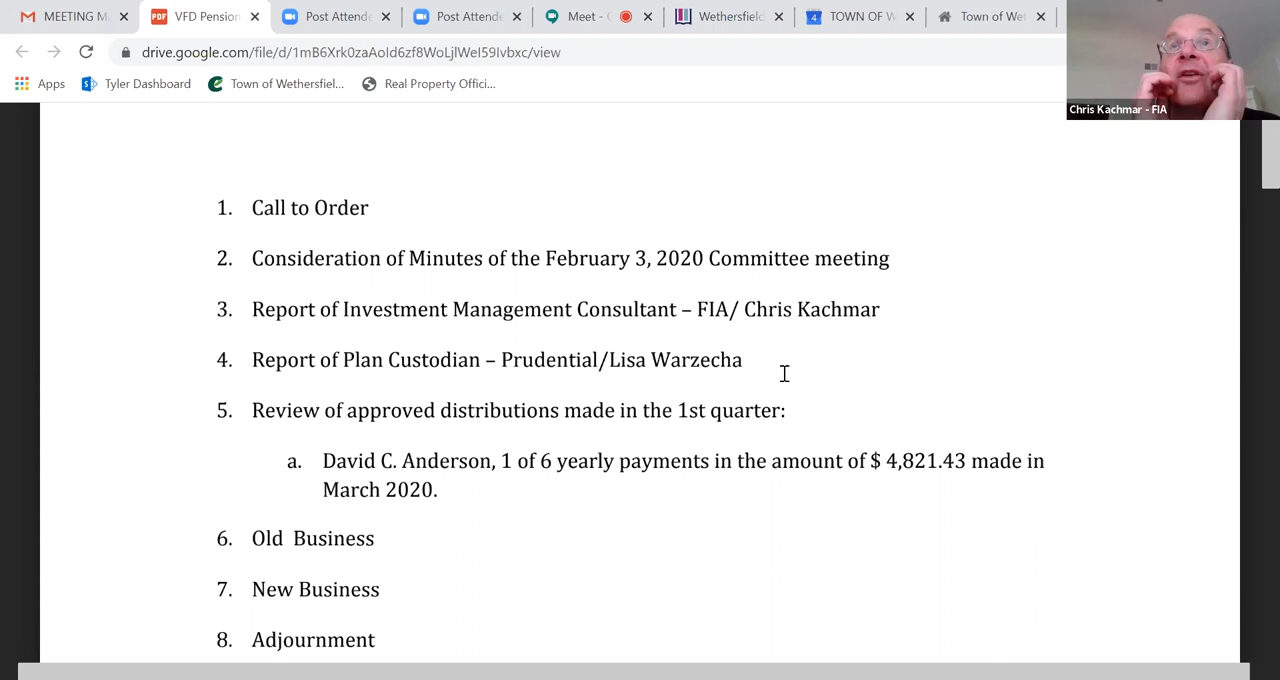 MEETING M
VFD Pension
Post Attende
Post Attende
Meet - 
Wethersfield
TOWN OF W
Town of Wet
drive.google.com/file/d/1mB6Xrk0zaAoId6zf8WoLjlWeI59Ivbxc/view
Apps
Tyler Dashboard
Town of Wethersfiel...
Real Property Offici...
Chris Kachmar - FIA
1. Call to Order
2. Consideration of Minutes of the February 3, 2020 Committee meeting
3. Report of Investment Management Consultant – FIA/ Chris Kachmar
4. Report of Plan Custodian – Prudential/Lisa Warzecha
5. Review of approved distributions made in the 1st quarter:
a. David C. Anderson, 1 of 6 yearly payments in the amount of $ 4,821.43 made in
March 2020.
6. Old Business
7. New Business
8. Adjournment